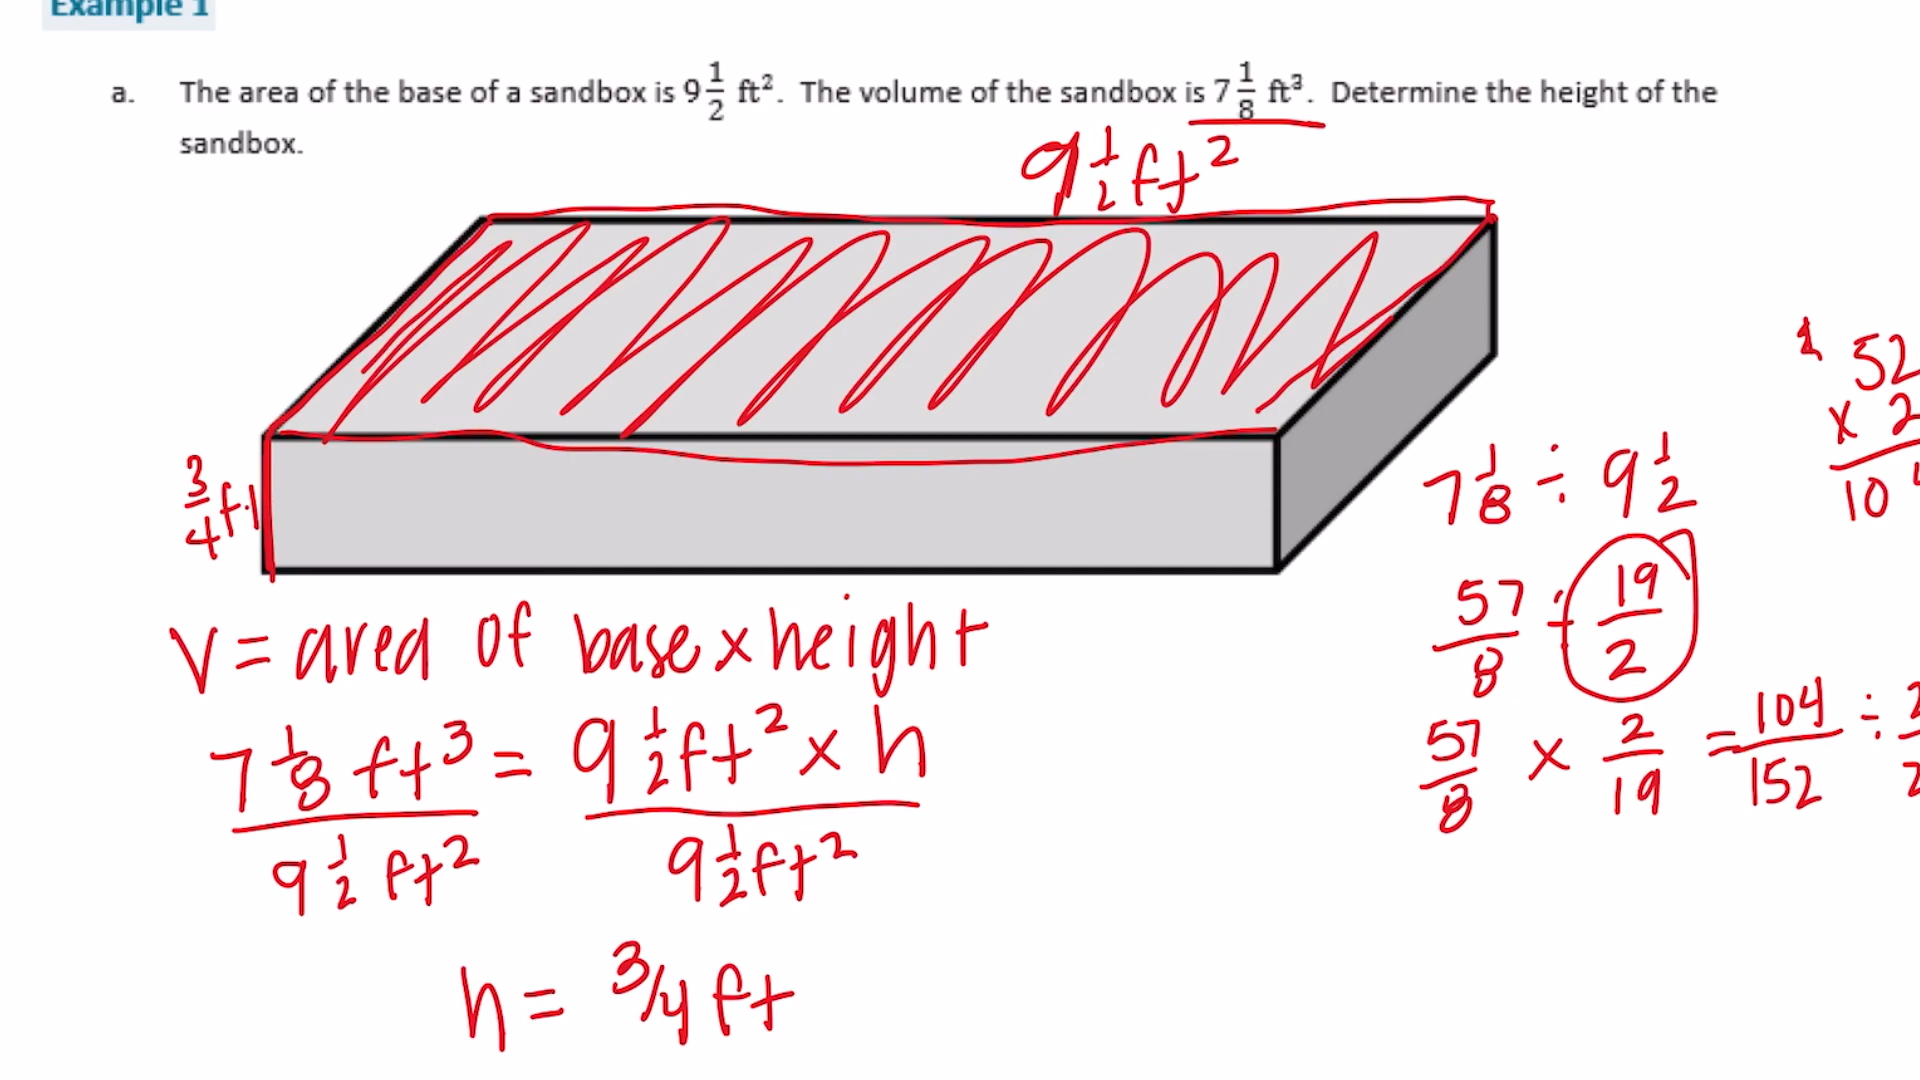 Example 1
a. The area of the base of a sandbox is 9 1/2 ft². The volume of the sandbox is 7 1/8 ft³. Determine the height of the
sandbox.
9 1/2 ft²
3/4 ft
V = area of base x height
7 1/8 ft³ = 9 1/2 ft² x h
9 1/2 ft² 9 1/2 ft²
h = 3/4 ft
7 1/8 ÷ 9 1/2
57/8 ÷ 19/2
57/8 x 2/19 = 104/152 ÷
52
x 2
10